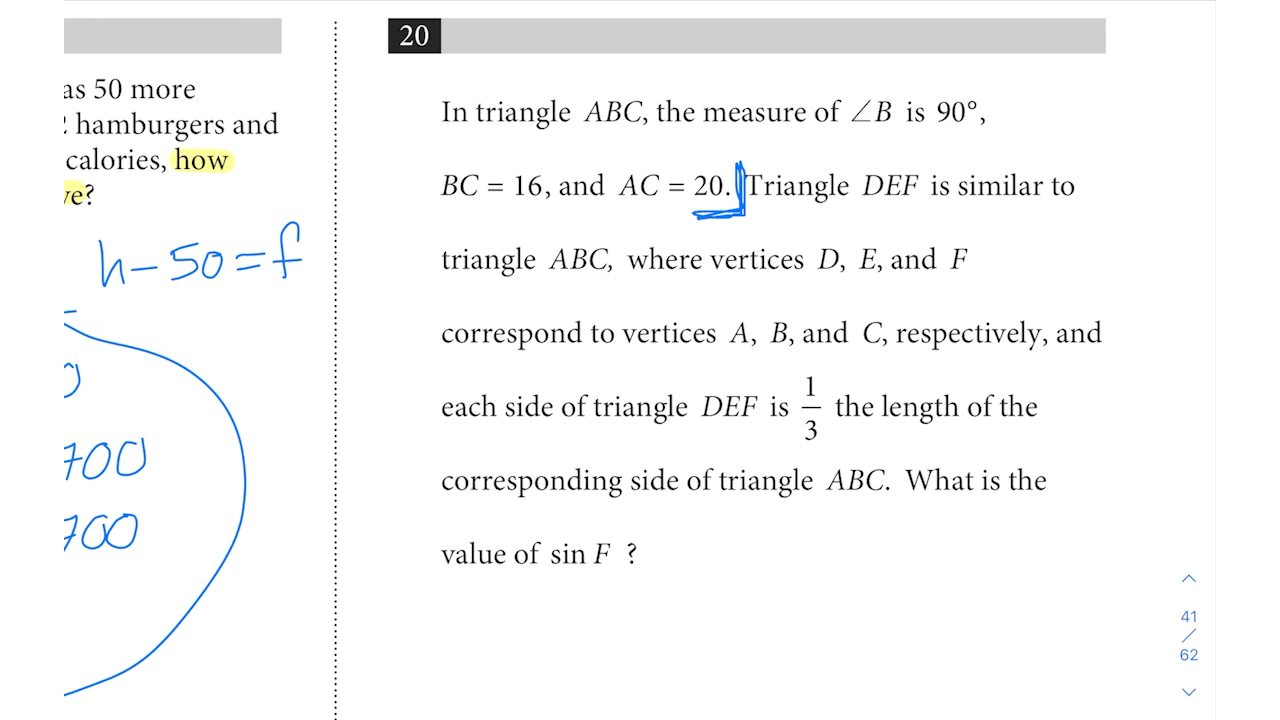 as 50 more
hamburgers and
calories, how
ve?
h - 50 = f
700
700
20
In triangle ABC, the measure of ∠B is 90°,
BC = 16, and AC = 20. Triangle DEF is similar to
triangle ABC, where vertices D, E, and F
correspond to vertices A, B, and C, respectively, and
each side of triangle DEF is 1/3 the length of the
corresponding side of triangle ABC. What is the
value of sin F ?
41
/
62